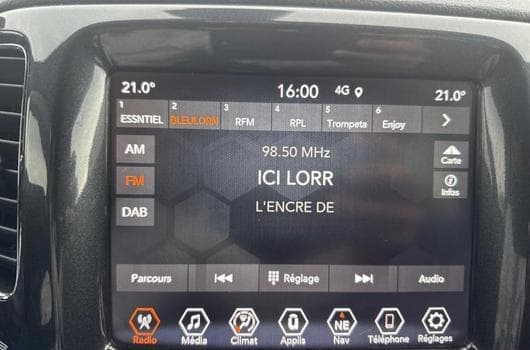 21.0° 16:00 4G 21.0°
1 2 3 4 5 6
ESSNTIEL BLEULORN RFM RPL Trompeta Enjoy
AM 98.50 MHz Carte
FM ICI LORR Infos
DAB L'ENCRE DE
Parcours Réglage Audio
NE
Radio Média Climat Applis Nav Téléphone Réglages